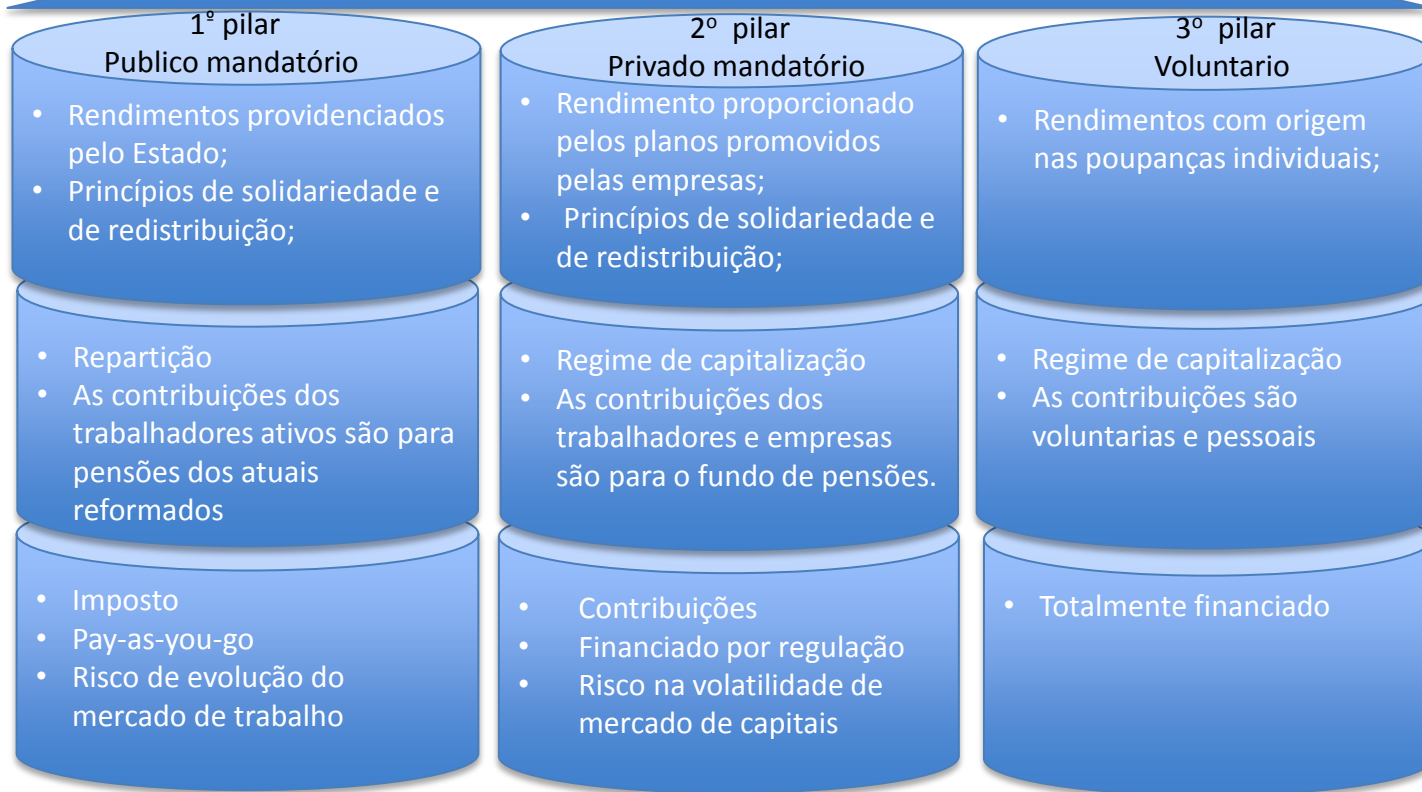 1º pilar
Publico mandatório
• Rendimentos providenciados
pelo Estado;
• Princípios de solidariedade e
de redistribuição;
• Repartição
• As contribuições dos
trabalhadores ativos são para
pensões dos atuais
reformados
• Imposto
• Pay-as-you-go
• Risco de evolução do
mercado de trabalho
2º pilar
Privado mandatório
• Rendimento proporcionado
pelos planos promovidos
pelas empresas;
• Princípios de solidariedade e
de redistribuição;
• Regime de capitalização
• As contribuições dos
trabalhadores e empresas
são para o fundo de pensões.
• Contribuições
• Financiado por regulação
• Risco na volatilidade de
mercado de capitais
3º pilar
Voluntario
• Rendimentos com origem
nas poupanças individuais;
• Regime de capitalização
• As contribuições são
voluntarias e pessoais
• Totalmente financiado